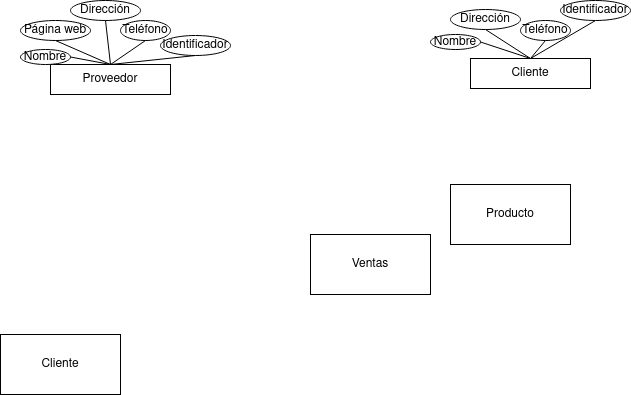 Dirección
Página web
Teléfono
Identificador
Nombre
Proveedor
Identificador
Dirección
Teléfono
Nombre
Cliente
Producto
Ventas
Cliente